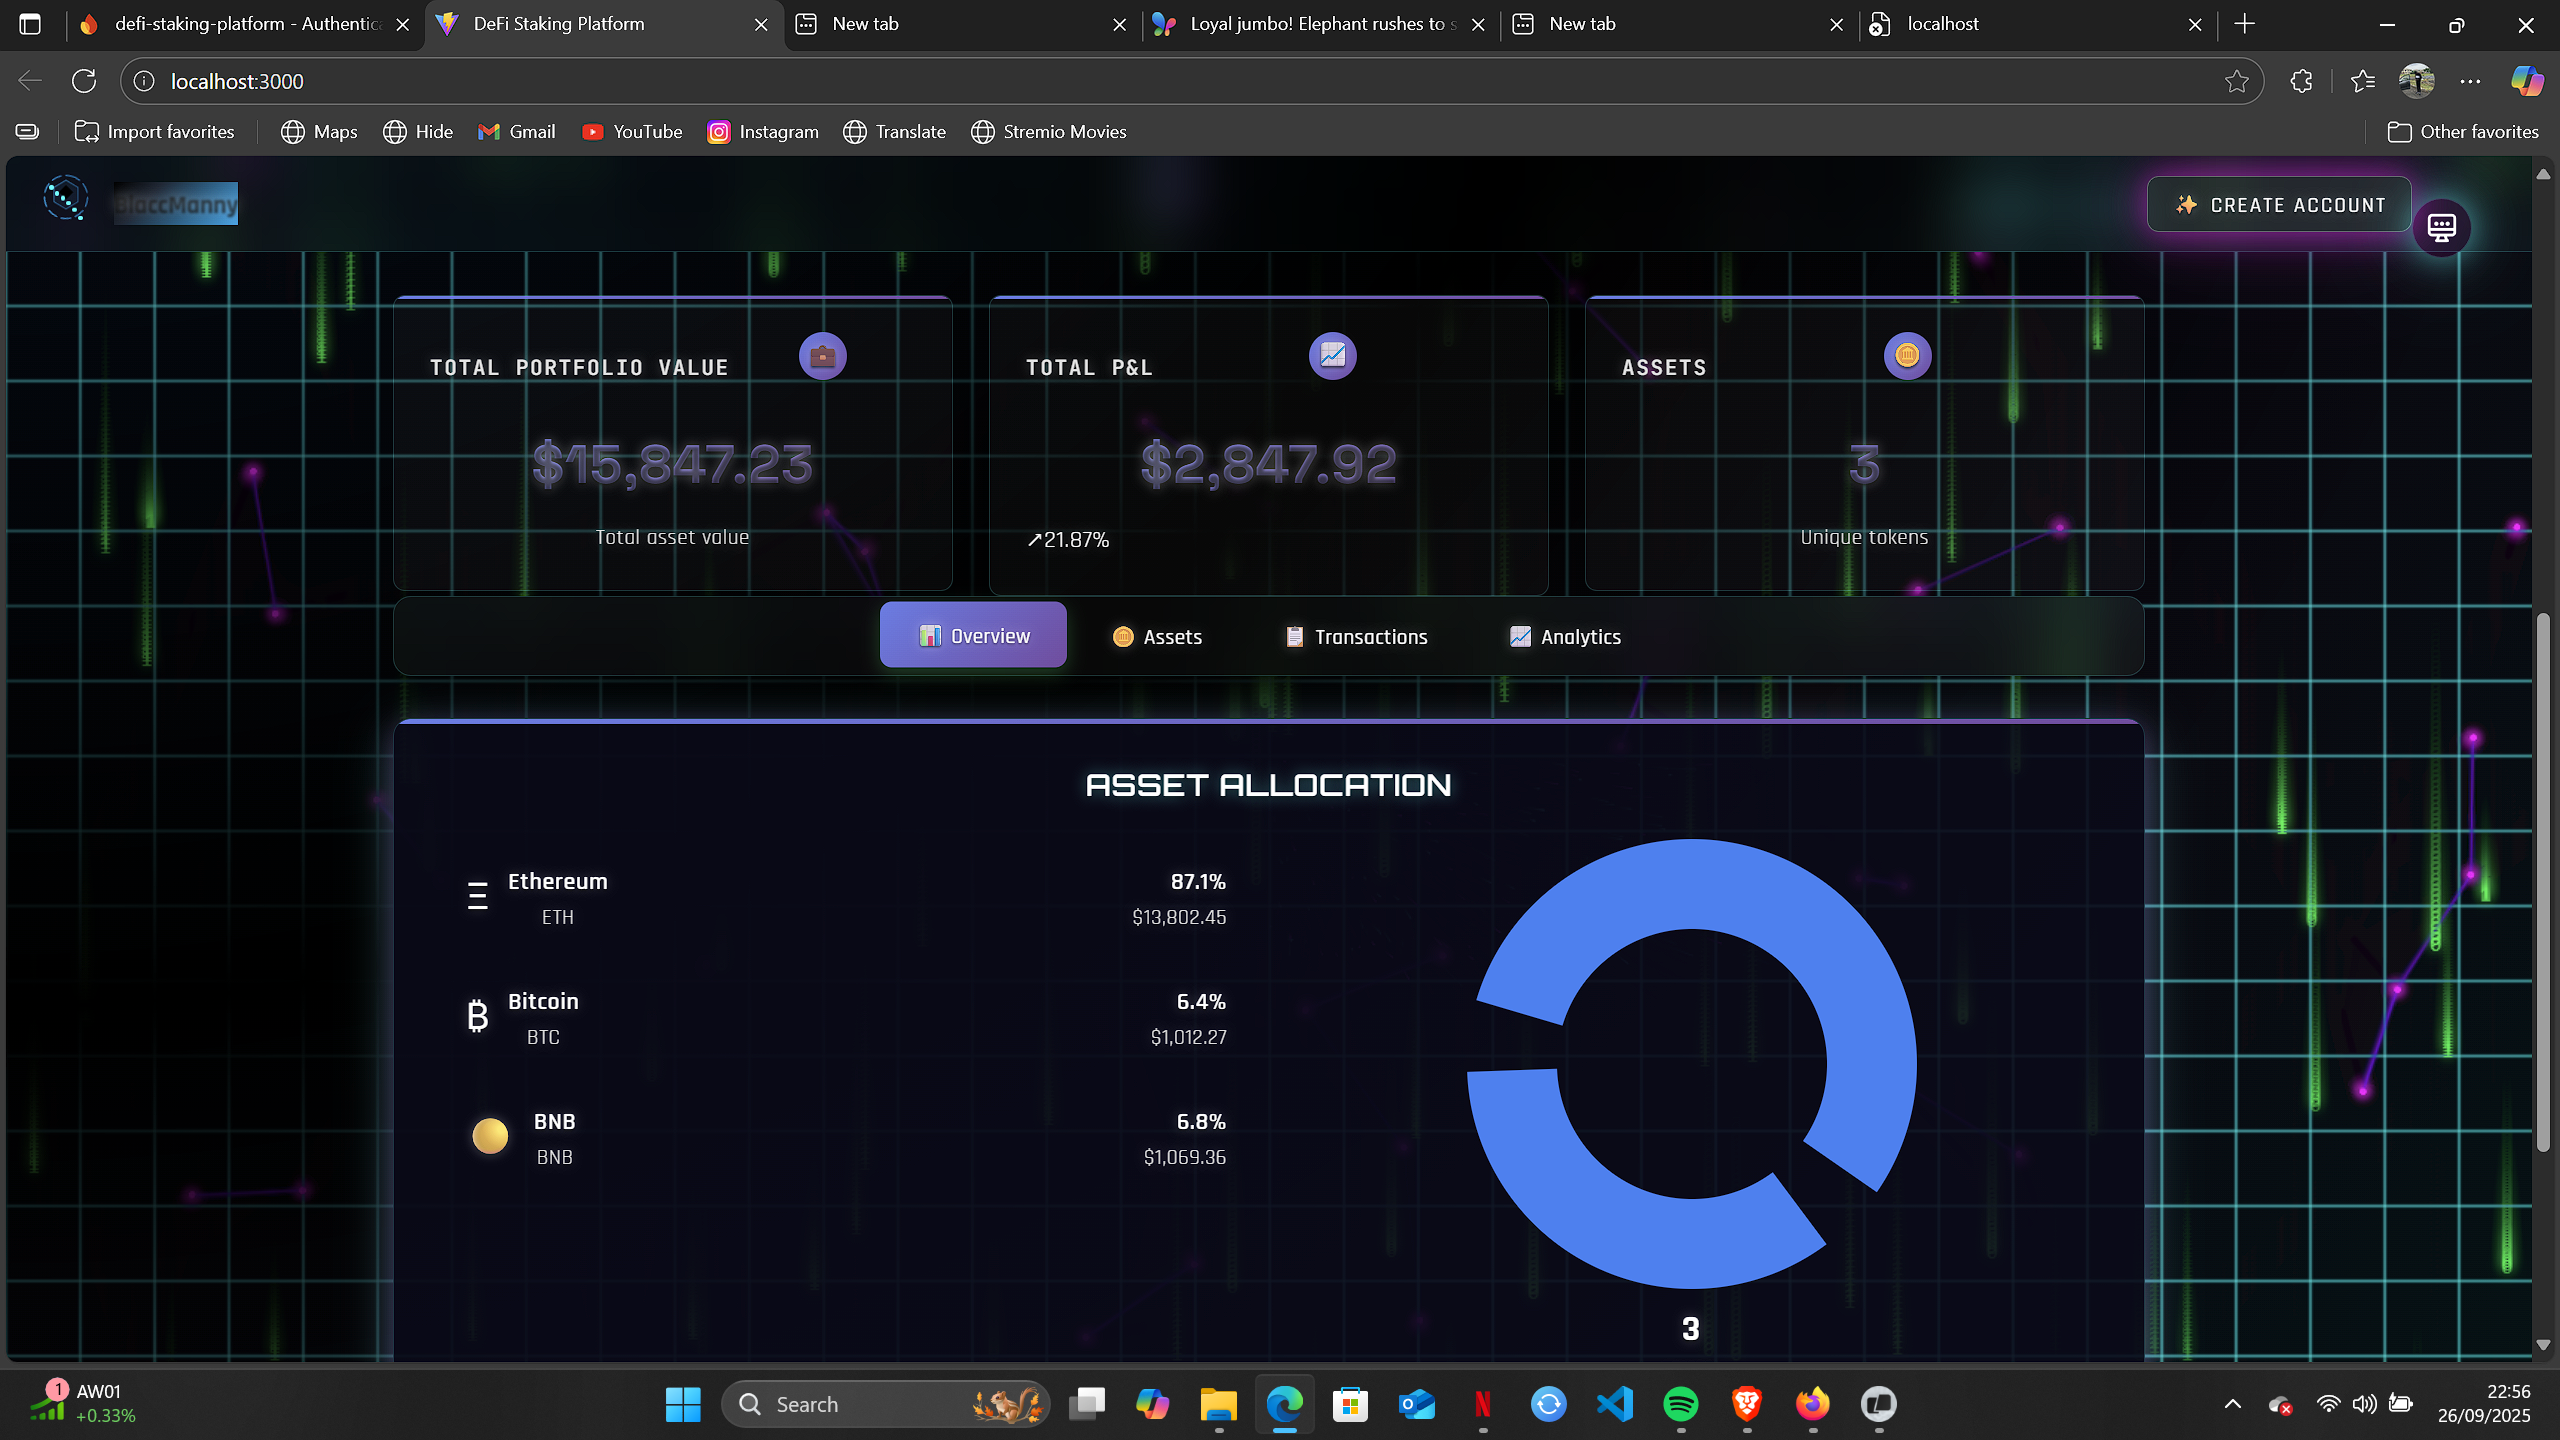 defi-staking-platform - Authentic
DeFi Staking Platform
New tab
Loyal jumbo! Elephant rushes to s
New tab
localhost
localhost:3000
Import favorites
Maps
Hide
Gmail
YouTube
Instagram
Translate
Stremio Movies
Other favorites
BlaccManny
✨ CREATE ACCOUNT
TOTAL PORTFOLIO VALUE
$15,847.23
Total asset value
TOTAL P&L
$2,847.92
↗21.87%
ASSETS
3
Unique tokens
Overview
Assets
Transactions
Analytics
ASSET ALLOCATION
Ethereum
ETH
87.1%
$13,802.45
Bitcoin
BTC
6.4%
$1,012.27
BNB
BNB
6.8%
$1,069.36
3
1
AW01
+0.33%
Search
22:56
26/09/2025